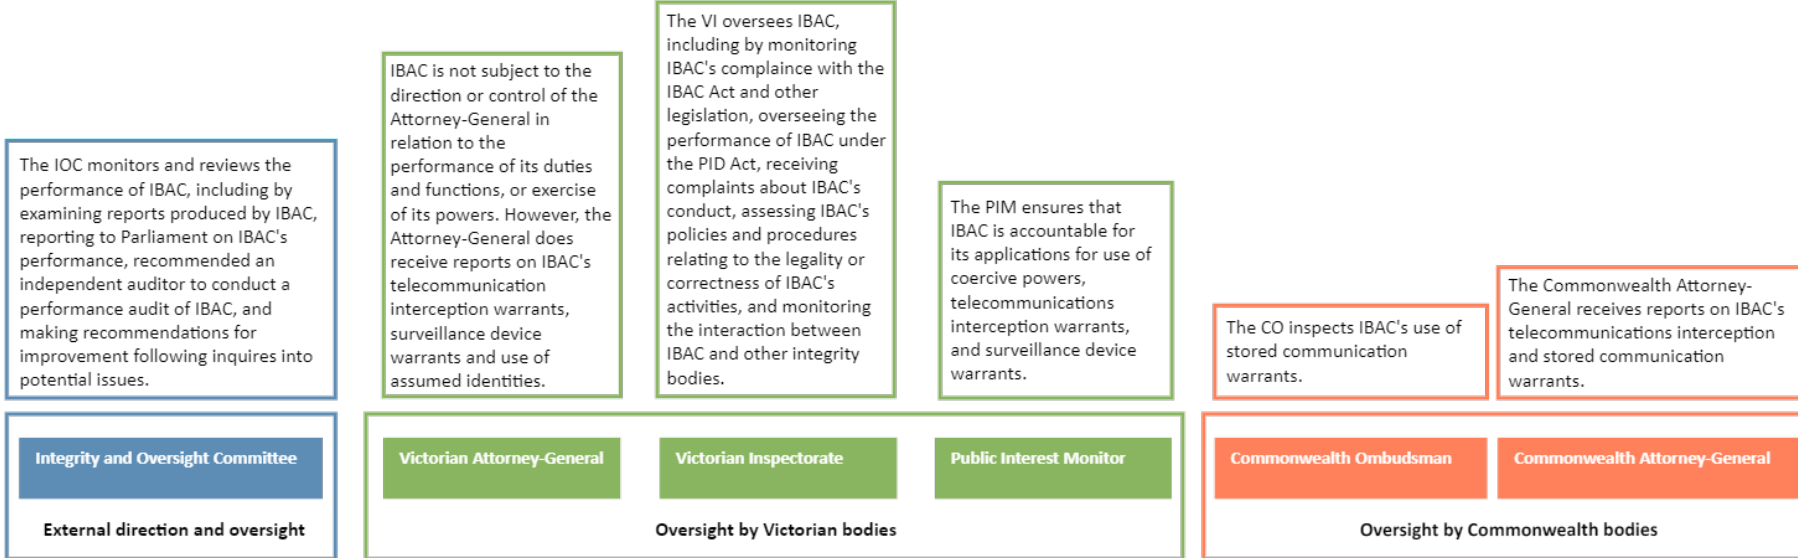 The IOC monitors and reviews the
performance of IBAC, including by
examining reports produced by IBAC,
reporting to Parliament on IBAC's
performance, recommended an
independent auditor to conduct a
performance audit of IBAC, and
making recommendations for
improvement following inquires into
potential issues.
Integrity and Oversight Committee
External direction and oversight
IBAC is not subject to the
direction or control of the
Attorney-General in
relation to the
performance of its duties
and functions, or exercise
of its powers. However, the
Attorney-General does
receive reports on IBAC's
telecommunication
interception warrants,
surveillance device
warrants and use of
assumed identities.
Victorian Attorney-General
The VI oversees IBAC,
including by monitoring
IBAC's complaince with the
IBAC Act and other
legislation, overseeing the
performance of IBAC under
the PID Act, receiving
complaints about IBAC's
conduct, assessing IBAC's
policies and procedures
relating to the legality or
correctness of IBAC's
activities, and monitoring
the interaction between
IBAC and other integrity
bodies.
Victorian Inspectorate
The PIM ensures that
IBAC is accountable for
its applications for use of
coercive powers,
telecommunications
interception warrants,
and surveillance device
warrants.
Public Interest Monitor
Oversight by Victorian bodies
The CO inspects IBAC's use of
stored communication
warrants.
Commonwealth Ombudsman
The Commonwealth Attorney-
General receives reports on IBAC's
telecommunications interception
and stored communication
warrants.
Commonwealth Attorney-General
Oversight by Commonwealth bodies